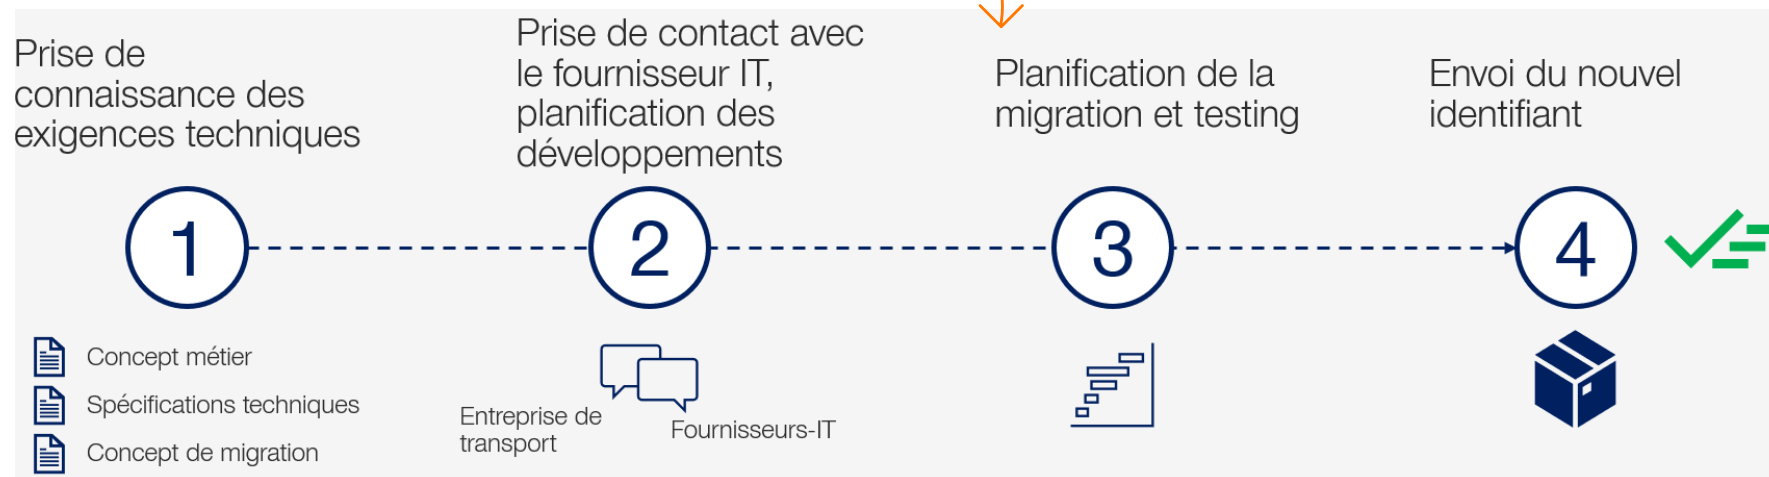 Prise de
connaissance des
exigences techniques
Prise de contact avec
le fournisseur IT,
planification des
développements
Planification de la
migration et testing
Envoi du nouvel
identifiant
1
2
3
4
Concept métier
Spécifications techniques
Concept de migration
Entreprise de
transport
Fournisseurs-IT